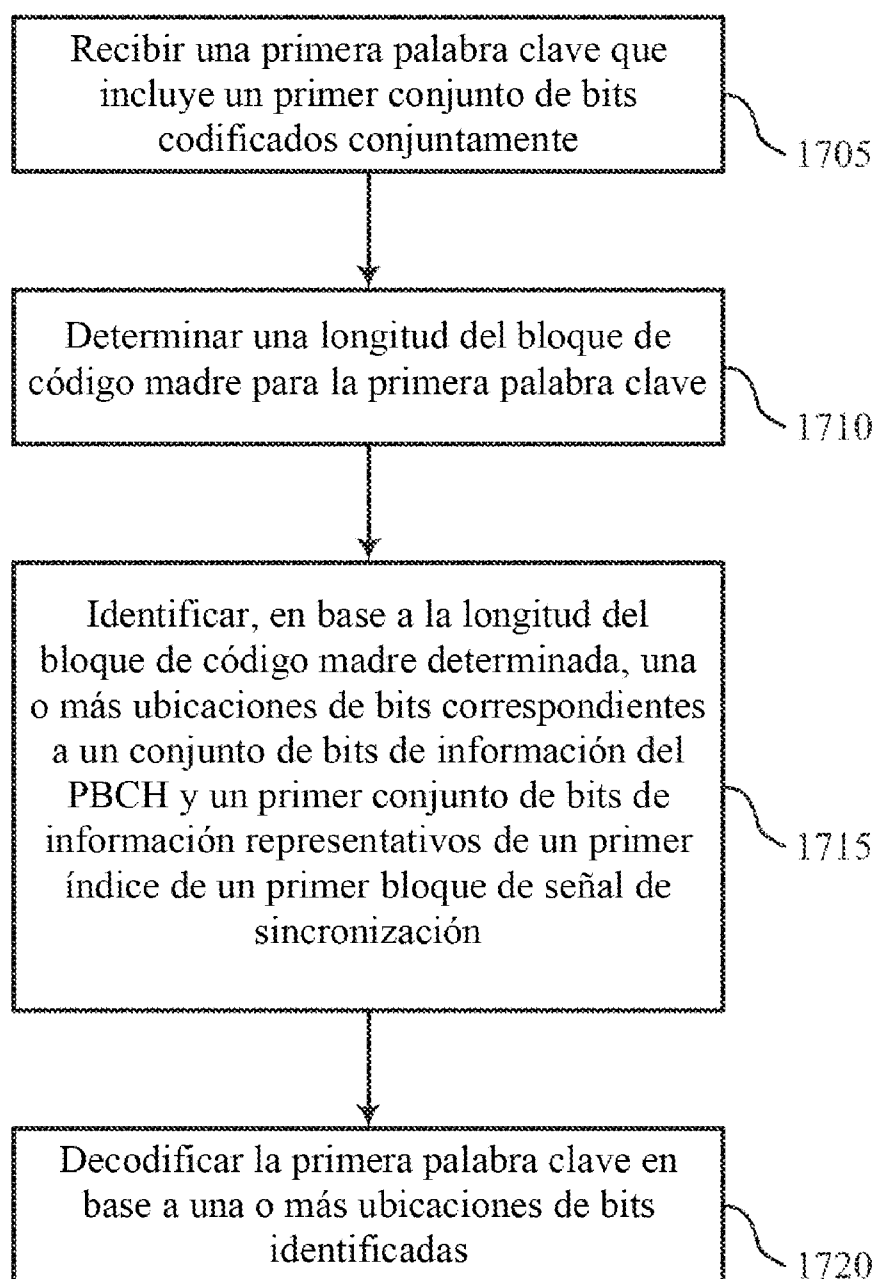 Recibir una primera palabra clave que
incluye un primer conjunto de bits
codificados conjuntamente
1705
Determinar una longitud del bloque de
código madre para la primera palabra clave
1710
Identificar, en base a la longitud del
bloque de código madre determinada, una
o más ubicaciones de bits correspondientes
a un conjunto de bits de información del
PBCH y un primer conjunto de bits de
información representativos de un primer
índice de un primer bloque de señal de
sincronización
1715
Decodificar la primera palabra clave en
base a una o más ubicaciones de bits
identificadas
1720